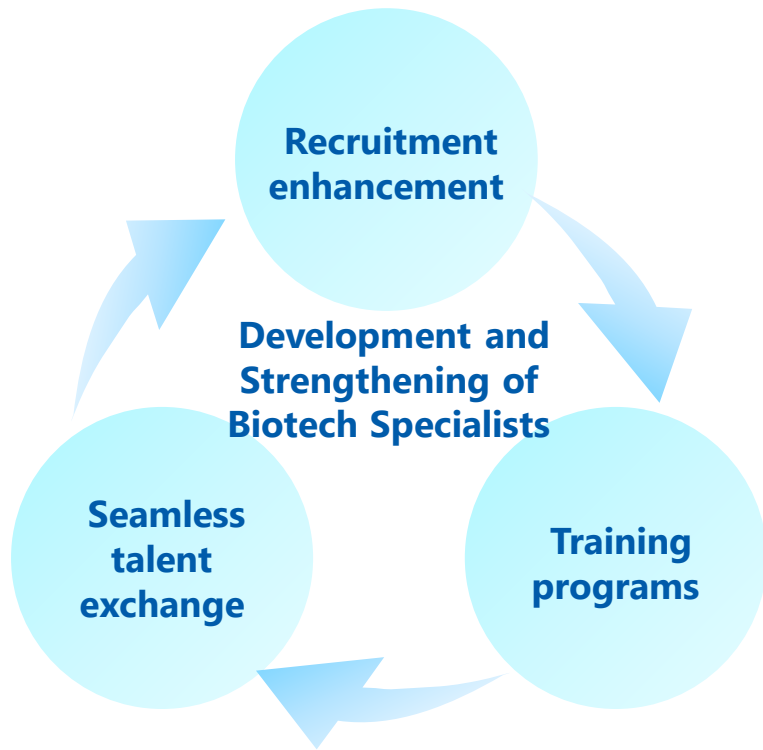 Recruitment
enhancement
Development and
Strengthening of
Biotech Specialists
Seamless
talent
exchange
Training
programs